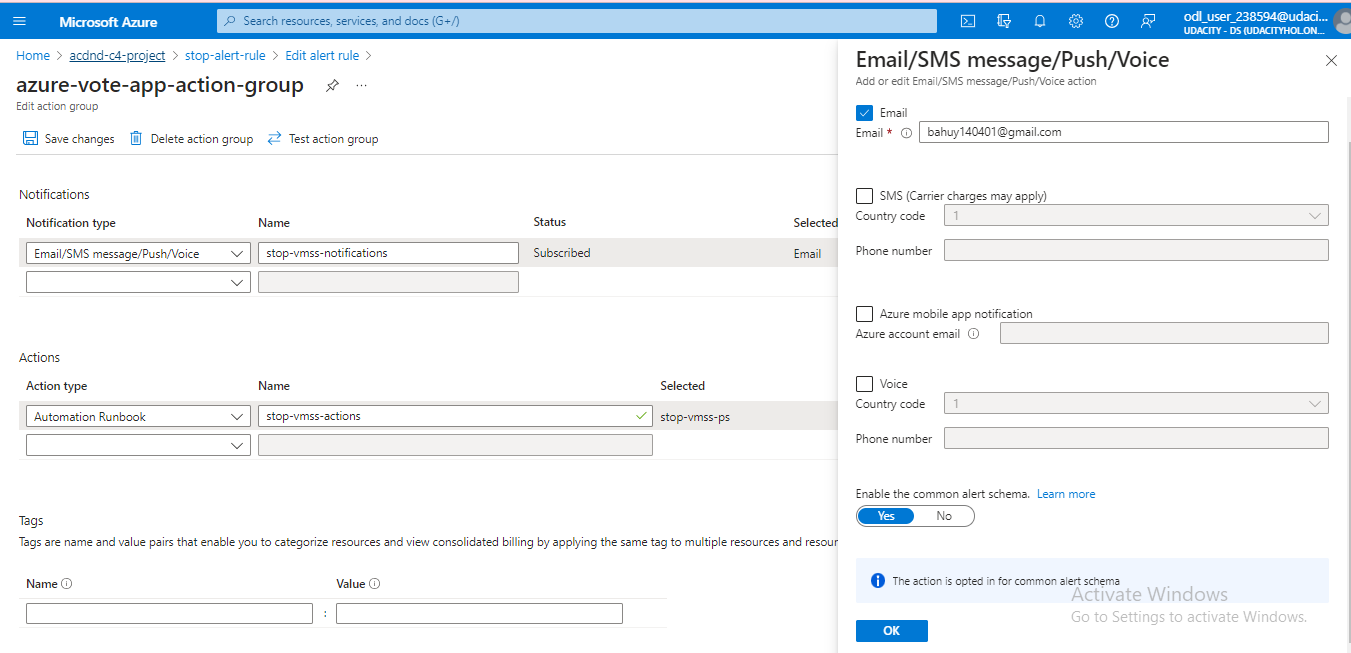 Microsoft Azure
Search resources, services, and docs (G+/)
odl_user_238594@udaci...
UDACITY - DS (UDACITYHOLON...
Home > acdnd-c4-project > stop-alert-rule > Edit alert rule >
azure-vote-app-action-group ...
Edit action group
Save changes Delete action group Test action group
Notifications
Notification type Name Status Selected
Email/SMS message/Push/Voice stop-vmss-notifications Subscribed Email
Actions
Action type Name Selected
Automation Runbook stop-vmss-actions stop-vmss-ps
Tags
Tags are name and value pairs that enable you to categorize resources and view consolidated billing by applying the same tag to multiple resources and resour
Name Value
:
Email/SMS message/Push/Voice
Add or edit Email/SMS message/Push/Voice action
Email
Email * bahuy140401@gmail.com
SMS (Carrier charges may apply)
Country code 1
Phone number
Azure mobile app notification
Azure account email
Voice
Country code 1
Phone number
Enable the common alert schema. Learn more
Yes No
The action is opted in for common alert schema
Activate Windows
Go to Settings to activate Windows.
OK